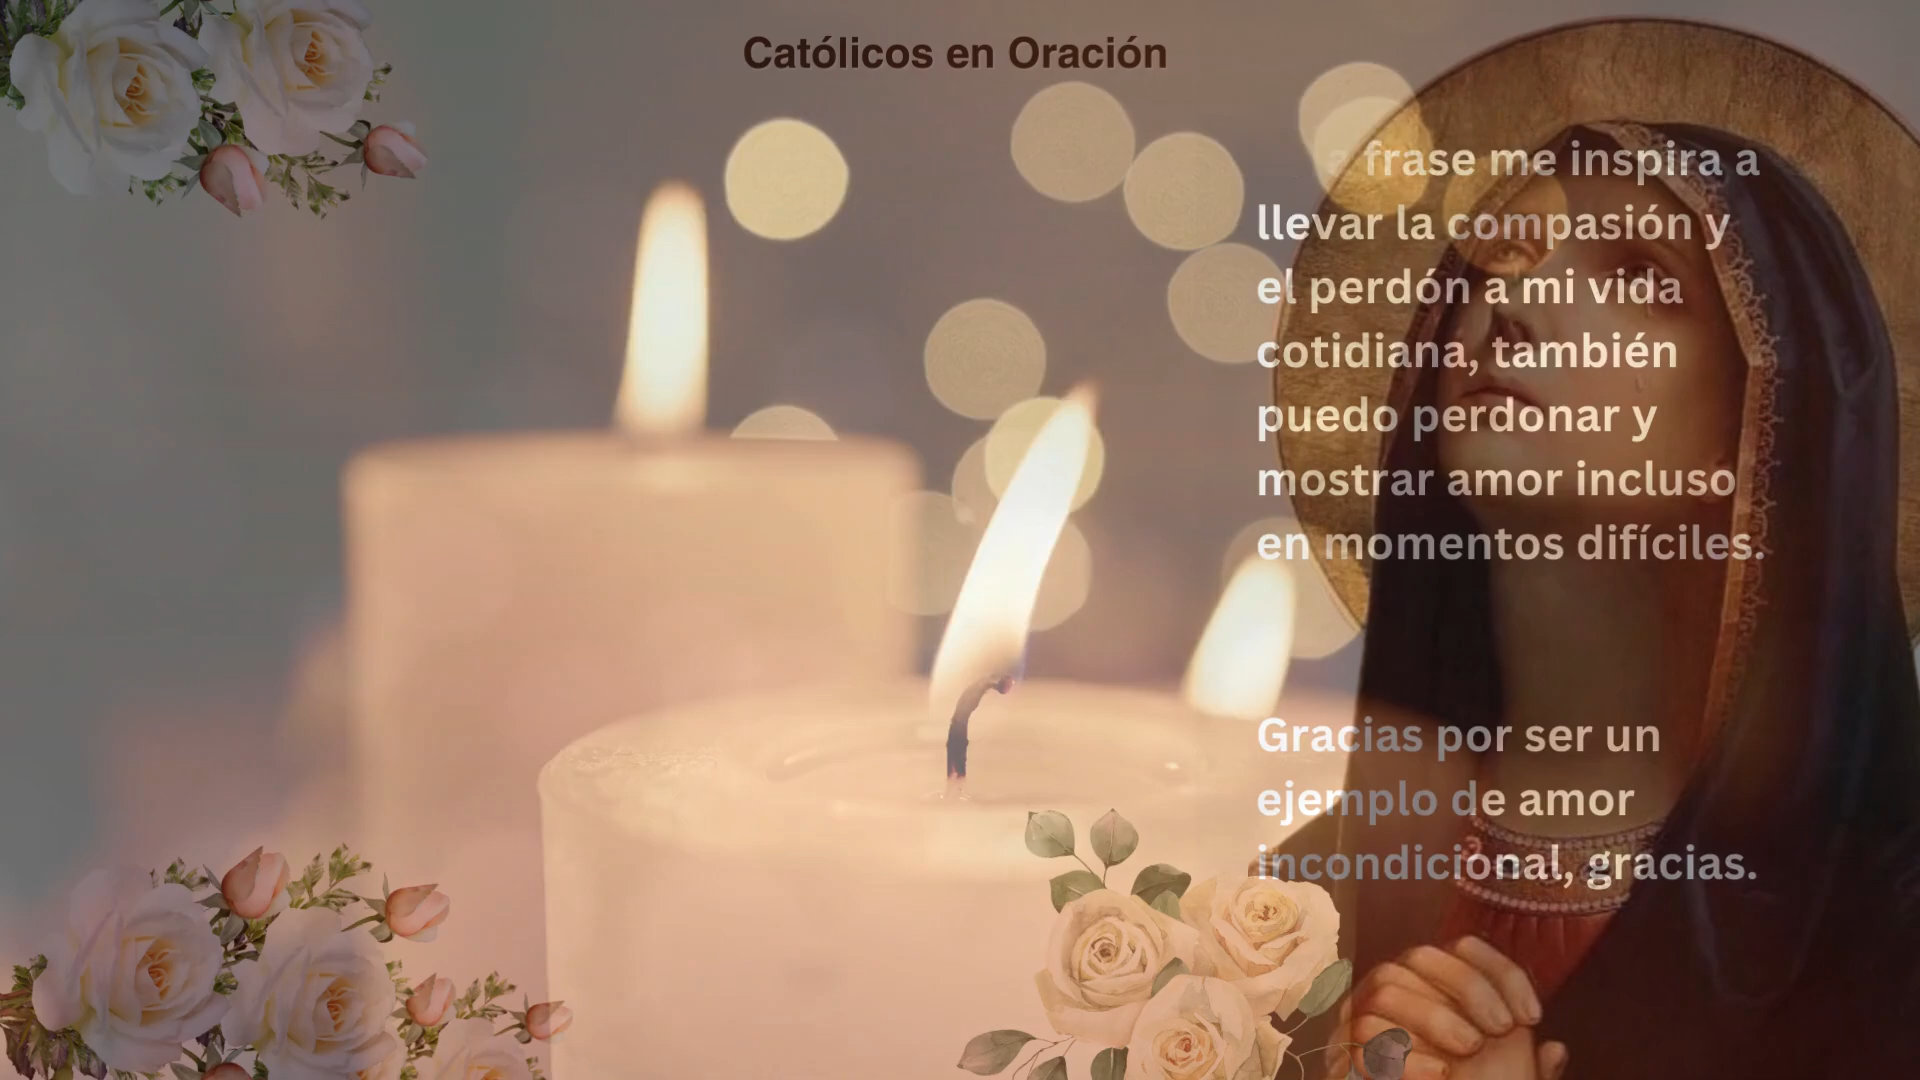 Católicos en Oración
frase me inspira a
llevar la compasión y
el perdón a mi vida
cotidiana, también
puedo perdonar y
mostrar amor incluso
en momentos difíciles.
Gracias por ser un
ejemplo de amor
incondicional, gracias.